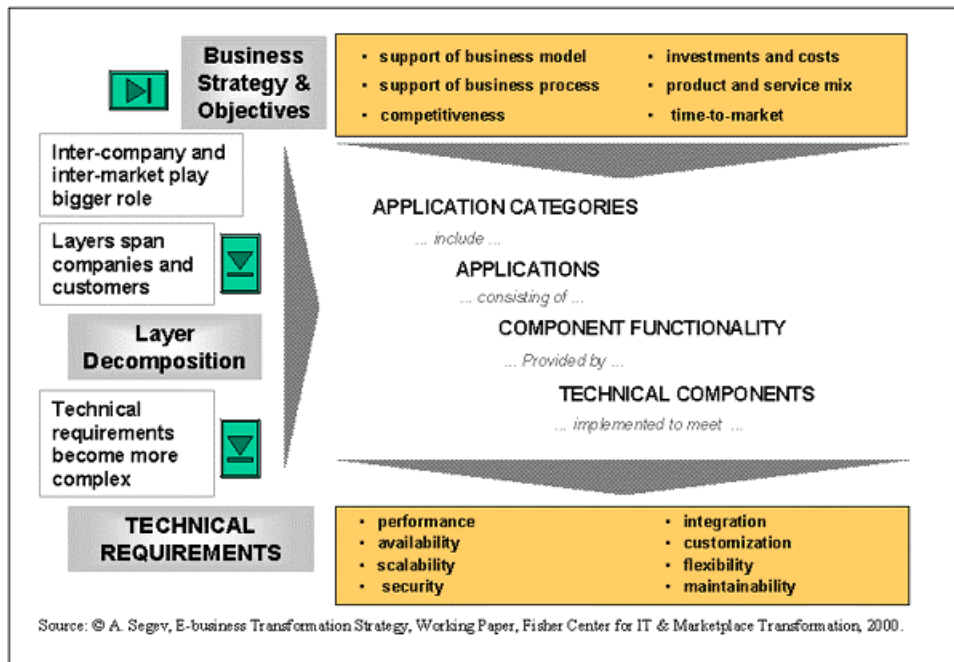 Business
Strategy &
Objectives
• support of business model
• support of business process
• competitiveness
• investments and costs
• product and service mix
• time-to-market
Inter-company and
inter-market play
bigger role
Layers span
companies and
customers
Layer
Decomposition
Technical
requirements
become more
complex
APPLICATION CATEGORIES
... include ...
APPLICATIONS
... consisting of ...
COMPONENT FUNCTIONALITY
... Provided by ...
TECHNICAL COMPONENTS
... implemented to meet ...
TECHNICAL
REQUIREMENTS
• performance
• availability
• scalability
• security
• integration
• customization
• flexibility
• maintainability
Source: © A. Segev, E-business Transformation Strategy, Working Paper, Fisher Center for IT & Marketplace Transformation, 2000.